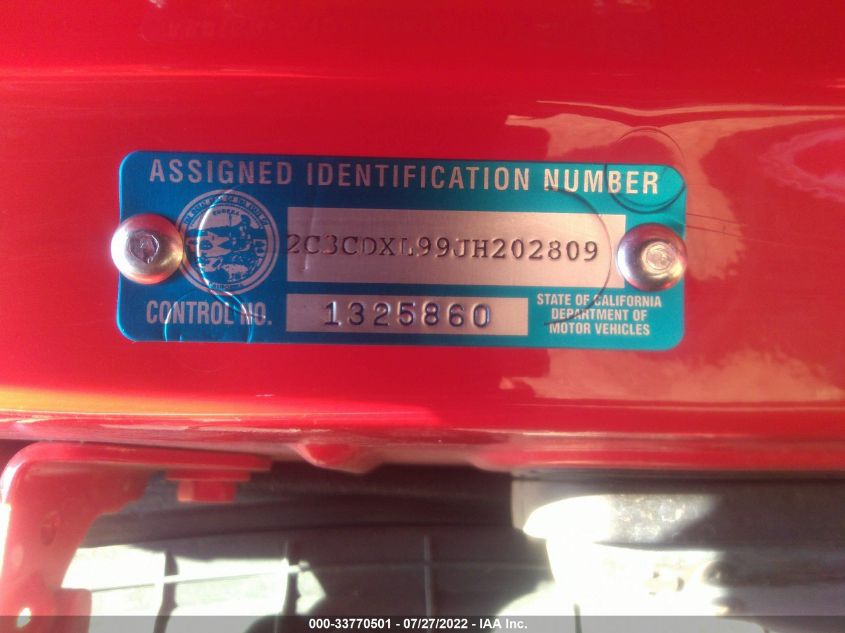 ASSIGNED IDENTIFICATION NUMBER
2C3CDXL99JH202809
CONTROL NO.
1325860
STATE OF CALIFORNIA
DEPARTMENT OF
MOTOR VEHICLES
000-33770501 - 07/27/2022 - IAA Inc.